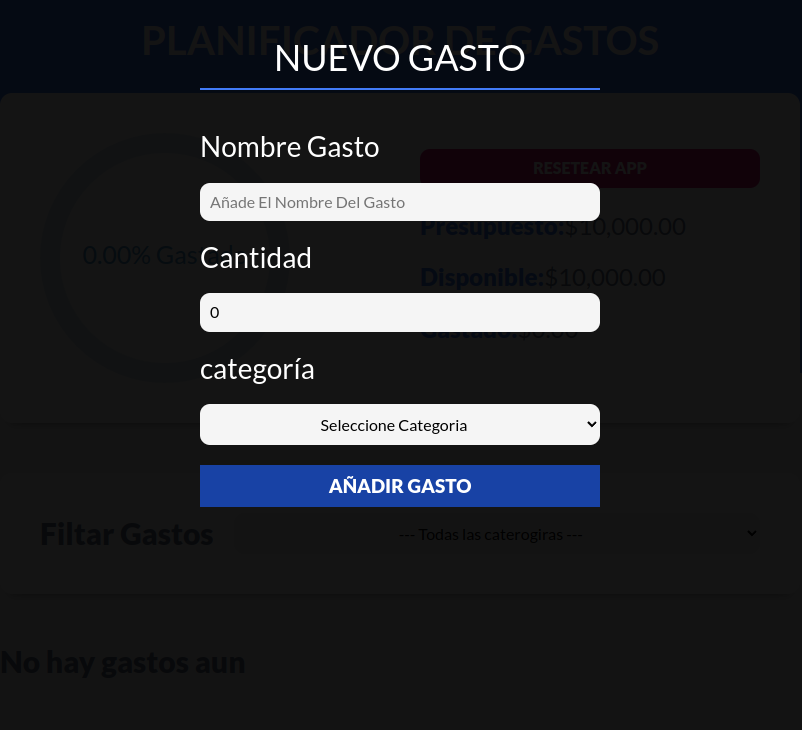 PLANIFICADOR DE GASTOS
NUEVO GASTO
Nombre Gasto
RESETEAR APP
Añade El Nombre Del Gasto
Presupuesto:$10,000.00
0.00% Gastado
Cantidad
Disponible:$10,000.00
0
Gastado:$0.00
categoría
Seleccione Categoria
AÑADIR GASTO
Filtar Gastos
--- Todas las caterogiras ---
No hay gastos aun